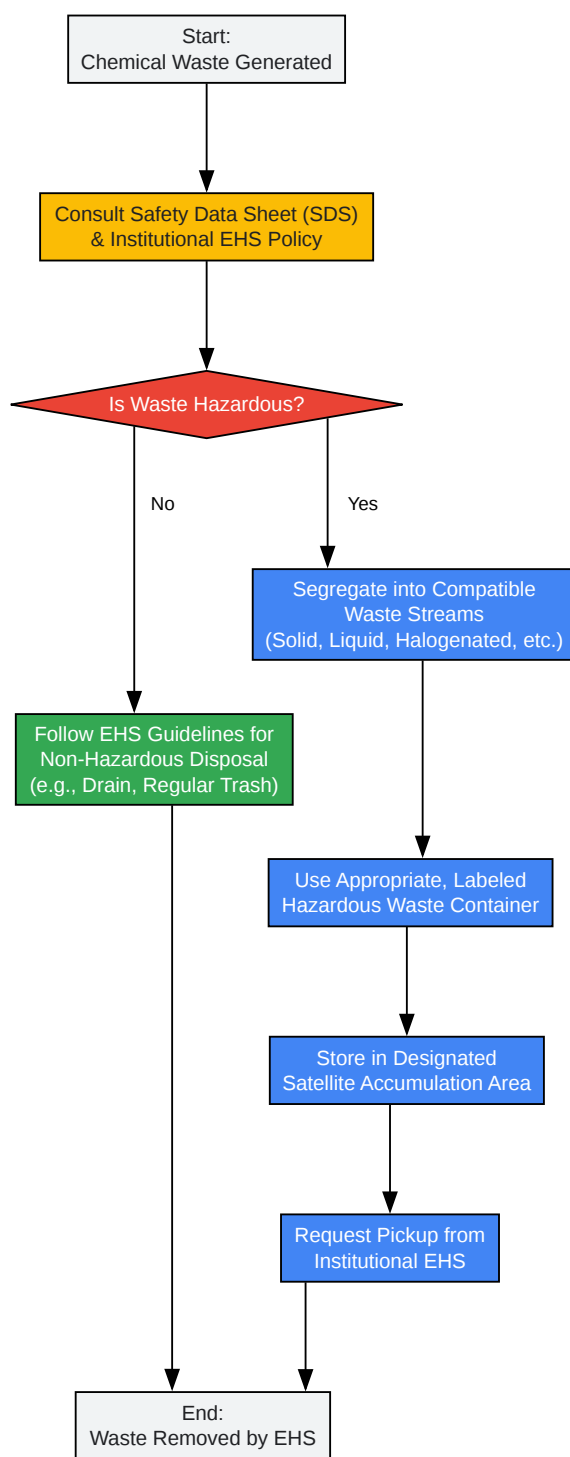 Start:
Chemical Waste Generated
Consult Safety Data Sheet (SDS)
& Institutional EHS Policy
Is Waste Hazardous?
No
Yes
Segregate into Compatible
Waste Streams
(Solid, Liquid, Halogenated, etc.)
Follow EHS Guidelines for
Non-Hazardous Disposal
(e.g., Drain, Regular Trash)
Use Appropriate, Labeled
Hazardous Waste Container
Store in Designated
Satellite Accumulation Area
Request Pickup from
Institutional EHS
End:
Waste Removed by EHS